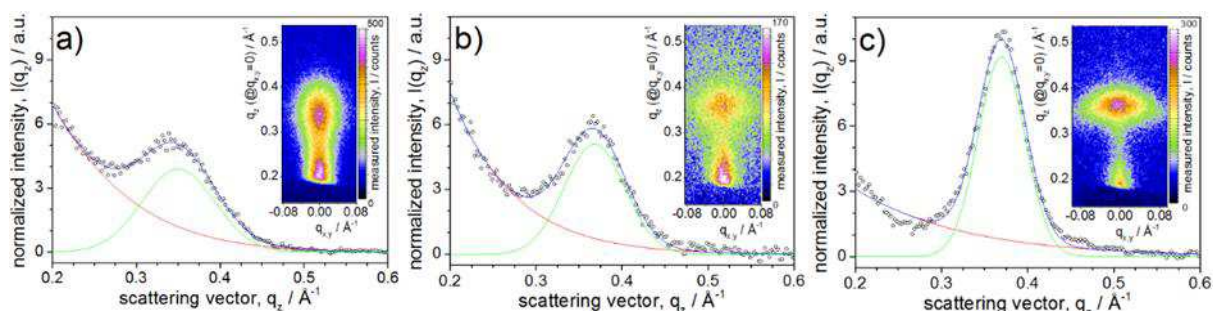 a)
normalized intensity, I(q_z) / a.u.
9
6
3
0
0.2 0.3 0.4 0.5 0.6
scattering vector, q_z / Å⁻¹
q_z (@q_x,y=0) / Å⁻¹
0.5
0.4
0.3
0.2
-0.08 0.00 0.08
q_x,y / Å⁻¹
500
measured intensity, I / counts
0
b)
normalized intensity, I(q_z) / a.u.
9
6
3
0
0.2 0.3 0.4 0.5 0.6
scattering vector, q_z / Å⁻¹
q_z (@q_x,y=0) / Å⁻¹
0.5
0.4
0.3
0.2
-0.08 0.00 0.08
q_x,y / Å⁻¹
170
measured intensity, I / counts
0
c)
normalized intensity, I(q_z) / a.u.
9
6
3
0
0.2 0.3 0.4 0.5 0.6
scattering vector, q_z / Å⁻¹
q_z (@q_x,y=0) / Å⁻¹
0.5
0.4
0.3
0.2
-0.08 0.00 0.08
q_x,y / Å⁻¹
300
measured intensity, I / counts
0